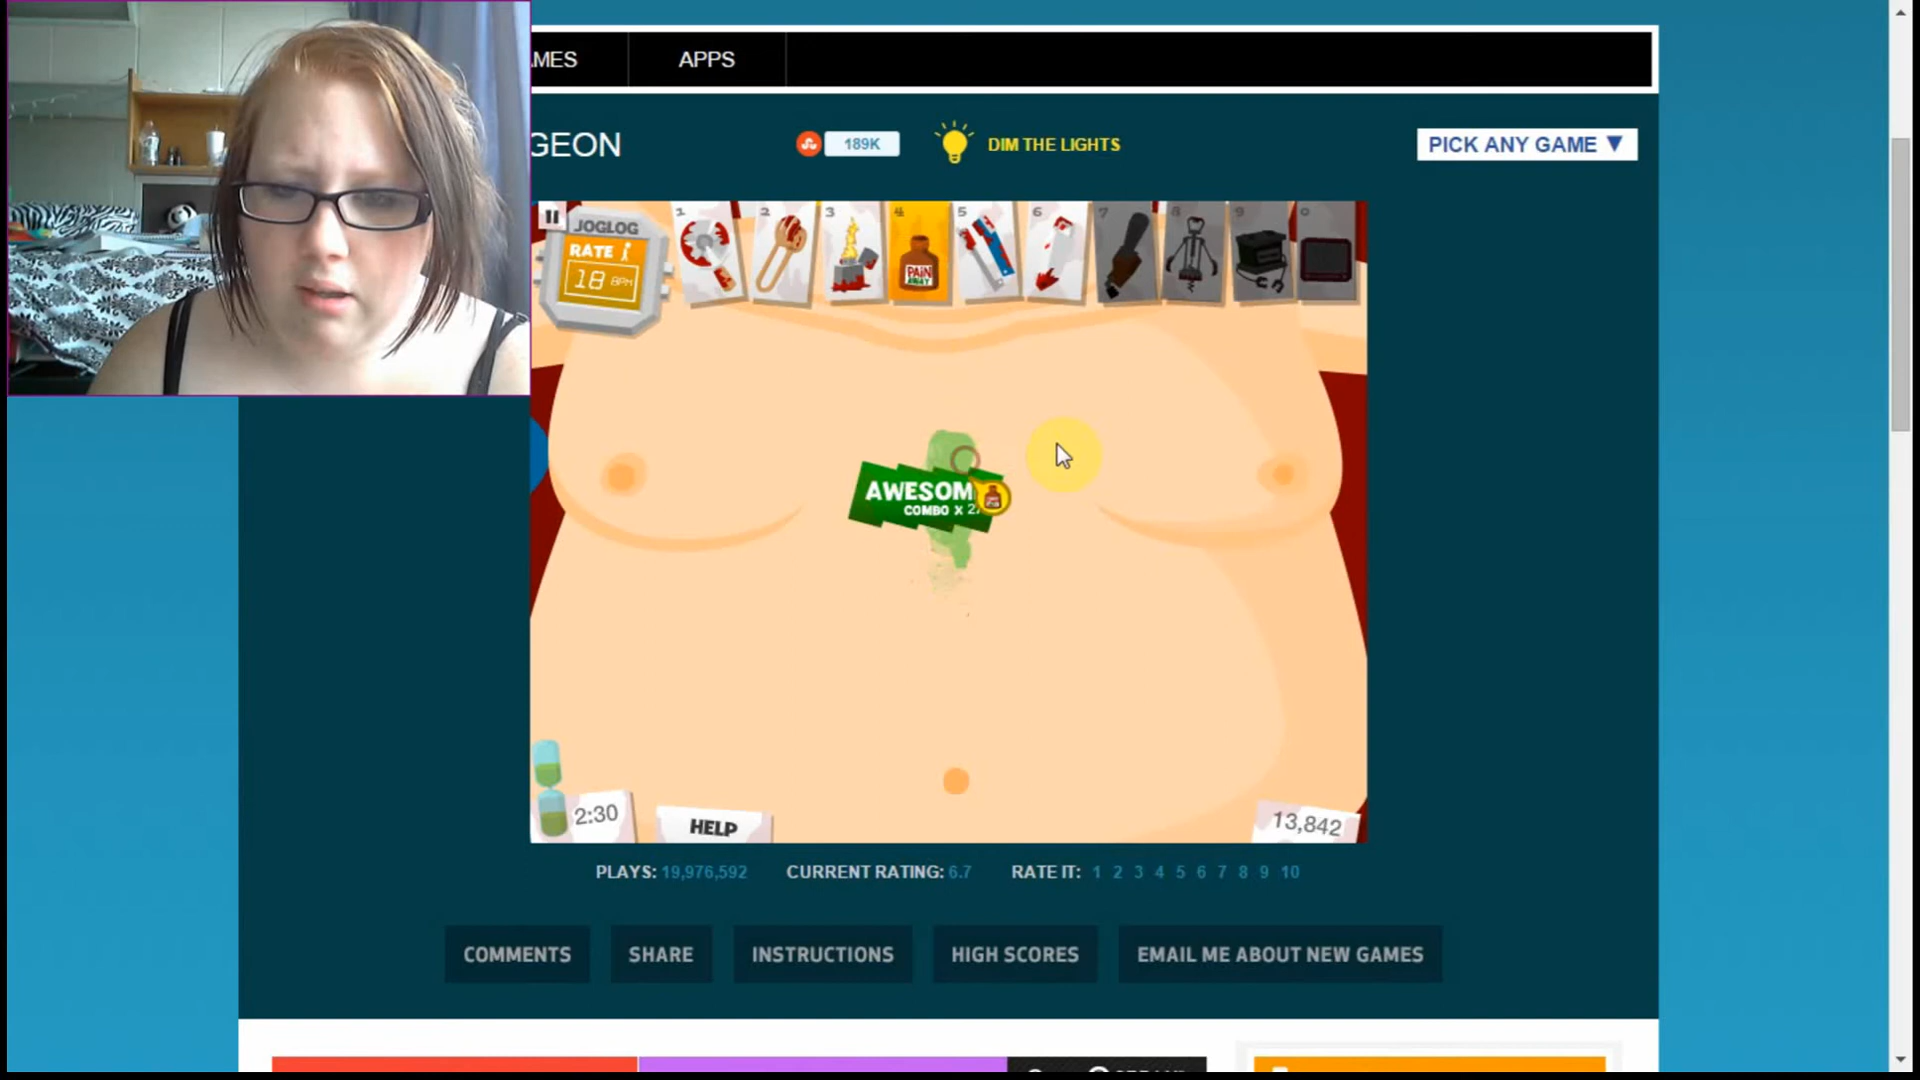 APPS
189K
DIM THE LIGHTS
PICK ANY GAME ▼
JOGLOG
RATE
18 BPM
1 2 3 4 5 6 7 8 9 0
PAIN AWAY
AWESOM
COMBO x 2
2:30
HELP
13,842
PLAYS: 19,976,592
CURRENT RATING: 6.7
RATE IT: 1 2 3 4 5 6 7 8 9 10
COMMENTS
SHARE
INSTRUCTIONS
HIGH SCORES
EMAIL ME ABOUT NEW GAMES